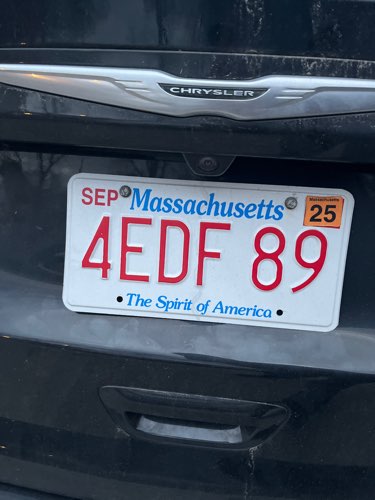 CHRYSLER
SEP Massachusetts
Massachusetts
25
4EDF 89
The Spirit of America